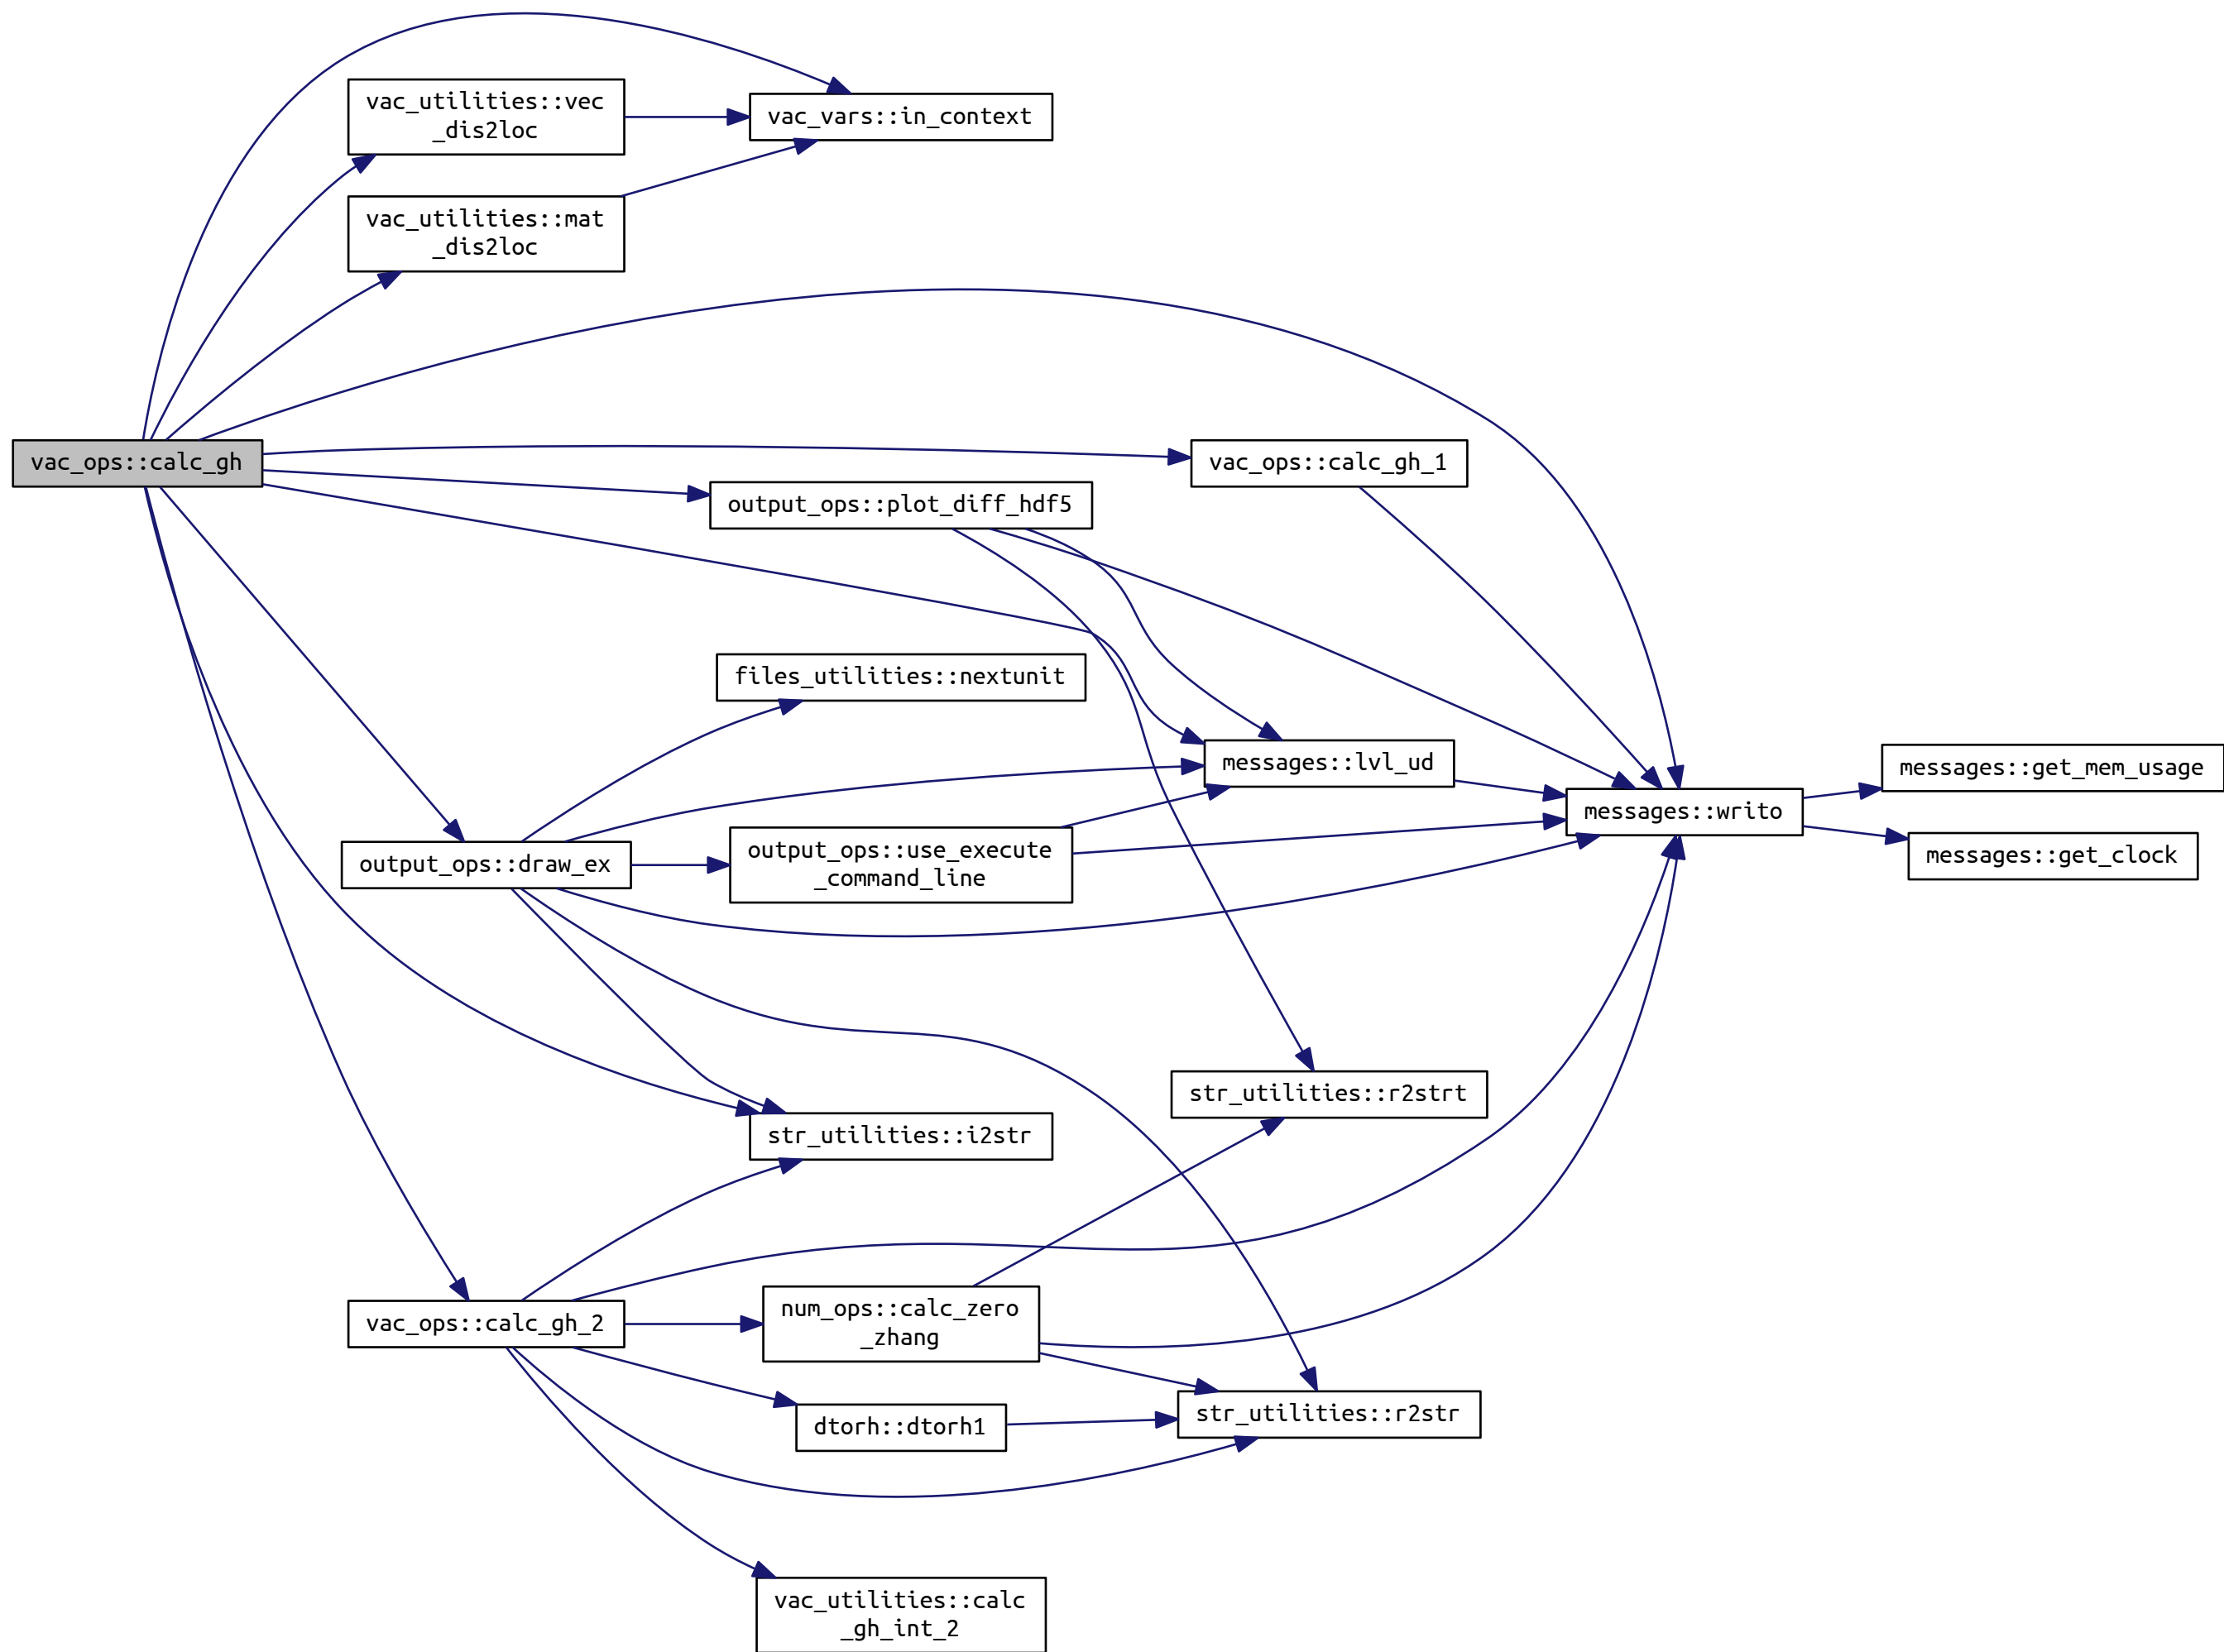 vac_utilities::vec
_dis2loc
vac_vars::in_context
vac_utilities::mat
_dis2loc
vac_ops::calc_gh
vac_ops::calc_gh_1
output_ops::plot_diff_hdf5
files_utilities::nextunit
messages::lvl_ud
messages::get_mem_usage
messages::writo
output_ops::draw_ex
output_ops::use_execute
_command_line
messages::get_clock
str_utilities::r2strt
str_utilities::i2str
vac_ops::calc_gh_2
num_ops::calc_zero
_zhang
dtorh::dtorh1
str_utilities::r2str
vac_utilities::calc
_gh_int_2